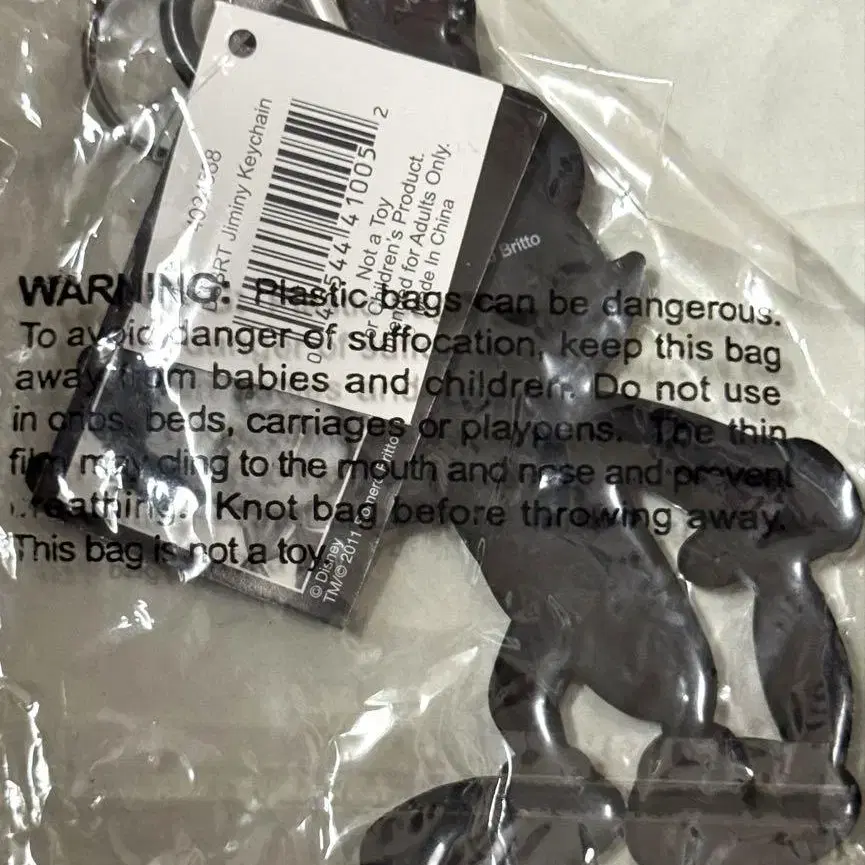 Jiminy Keychain
2
Not a Toy
or Children's Product.
for Adults Only.
Made In China
Britto
WARNING: Plastic bags can be dangerous.
To avoid danger of suffocation, keep this bag
away from babies and children. Do not use
in cribs, beds, carriages or playpens. The thin
film may cling to the mouth and nose and prevent
breathing. Knot bag before throwing away.
This bag is not a toy.
© Disney
TM/© 2011 Romero Britto